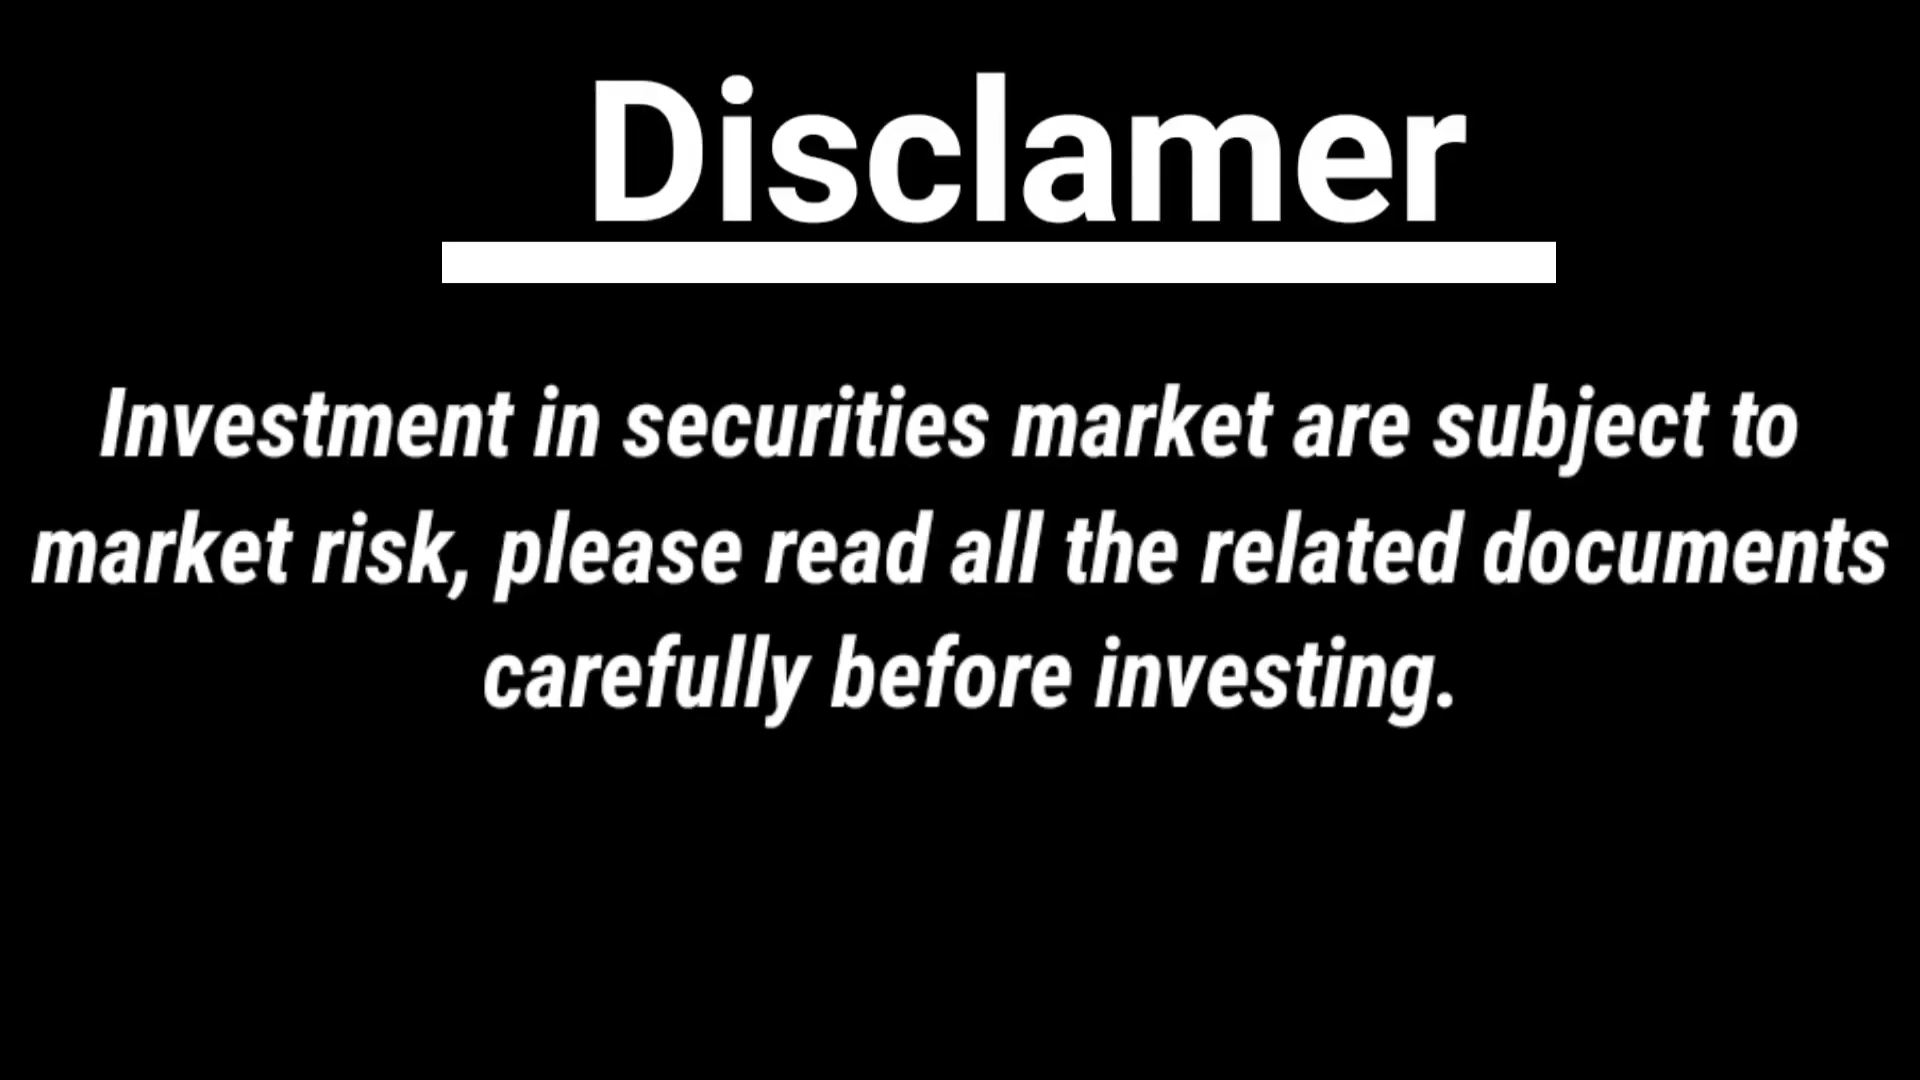 Disclamer
Investment in securities market are subject to
market risk, please read all the related documents
carefully before investing.